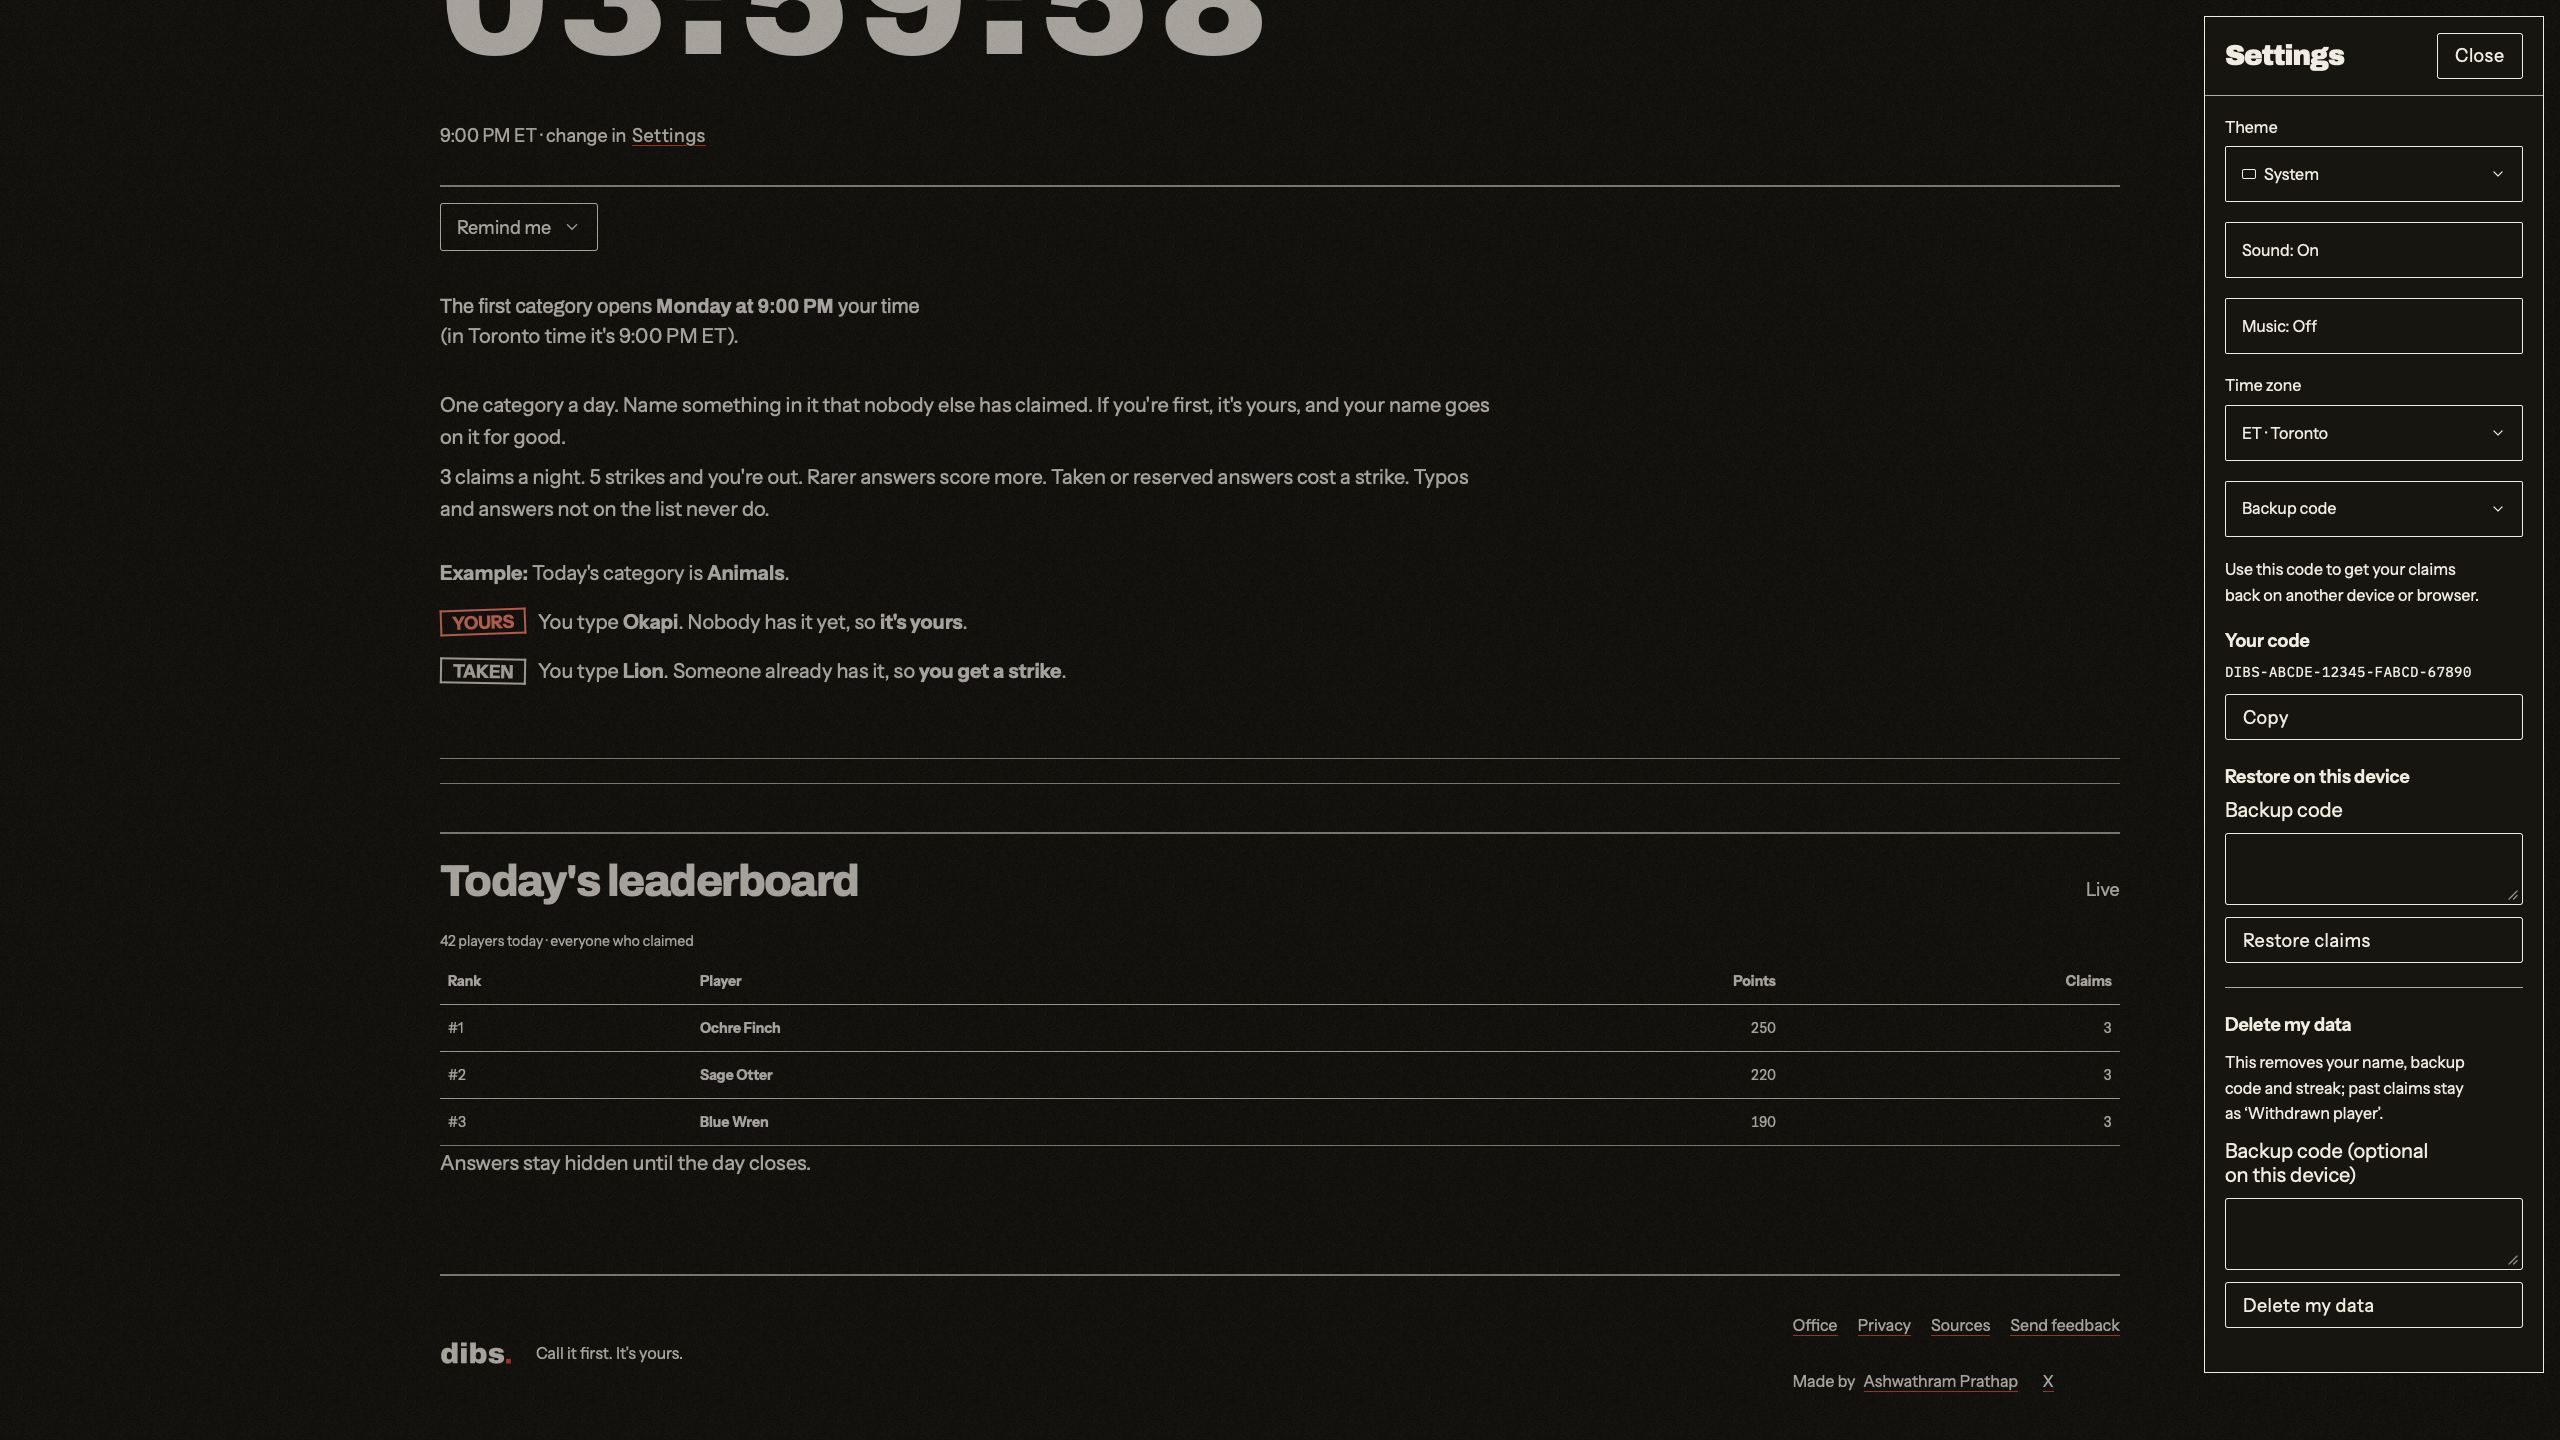 03:59:58
9:00 PM ET · change in Settings
Remind me
The first category opens Monday at 9:00 PM your time
(in Toronto time it's 9:00 PM ET).
One category a day. Name something in it that nobody else has claimed. If you're first, it's yours, and your name goes
on it for good.
3 claims a night. 5 strikes and you're out. Rarer answers score more. Taken or reserved answers cost a strike. Typos
and answers not on the list never do.
Example: Today's category is Animals.
YOURS You type Okapi. Nobody has it yet, so it's yours.
TAKEN You type Lion. Someone already has it, so you get a strike.
Today's leaderboard
Live
42 players today · everyone who claimed
Rank Player Points Claims
#1 Ochre Finch 250 3
#2 Sage Otter 220 3
#3 Blue Wren 190 3
Answers stay hidden until the day closes.
dibs. Call it first. It's yours.
Office Privacy Sources Send feedback
Made by Ashwathram Prathap X
Settings
Close
Theme
System
Sound: On
Music: Off
Time zone
ET · Toronto
Backup code
Use this code to get your claims
back on another device or browser.
Your code
DIBS-ABCDE-12345-FABCD-67890
Copy
Restore on this device
Backup code
Restore claims
Delete my data
This removes your name, backup
code and streak; past claims stay
as ‘Withdrawn player’.
Backup code (optional
on this device)
Delete my data